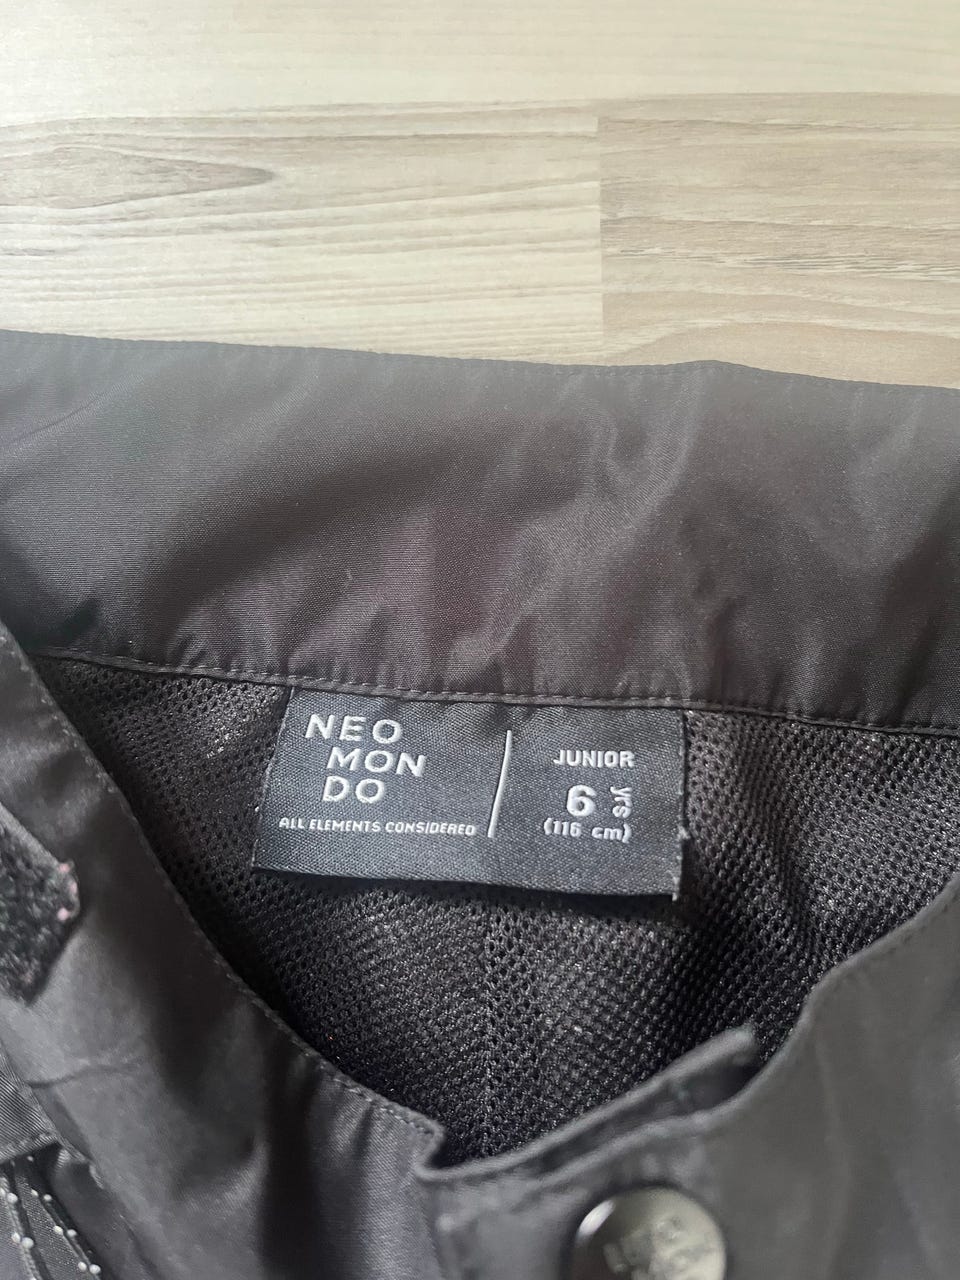 NEO
MON
DO
ALL ELEMENTS CONSIDERED
JUNIOR
6 yrs
(116 cm)